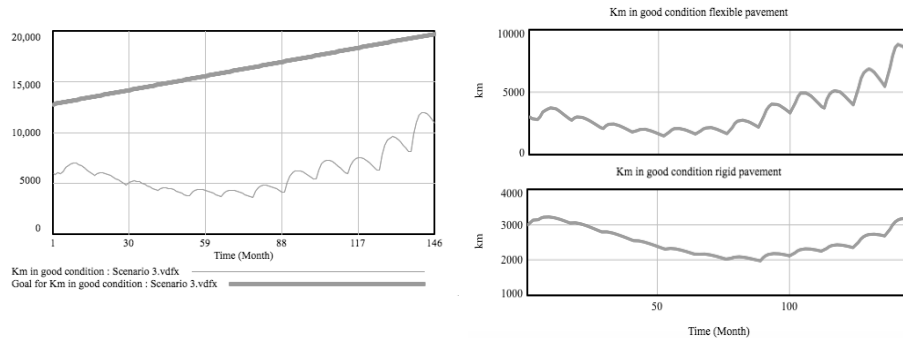 20,000
15,000
10,000
5000
0
1 30 59 88 117 146
Time (Month)
Km in good condition : Scenario 3.vdfx
Goal for Km in good condition : Scenario 3.vdfx
Km in good condition flexible pavement
10000
5000
0
km
Km in good condition rigid pavement
4000
3000
2000
1000
km
50 100
Time (Month)